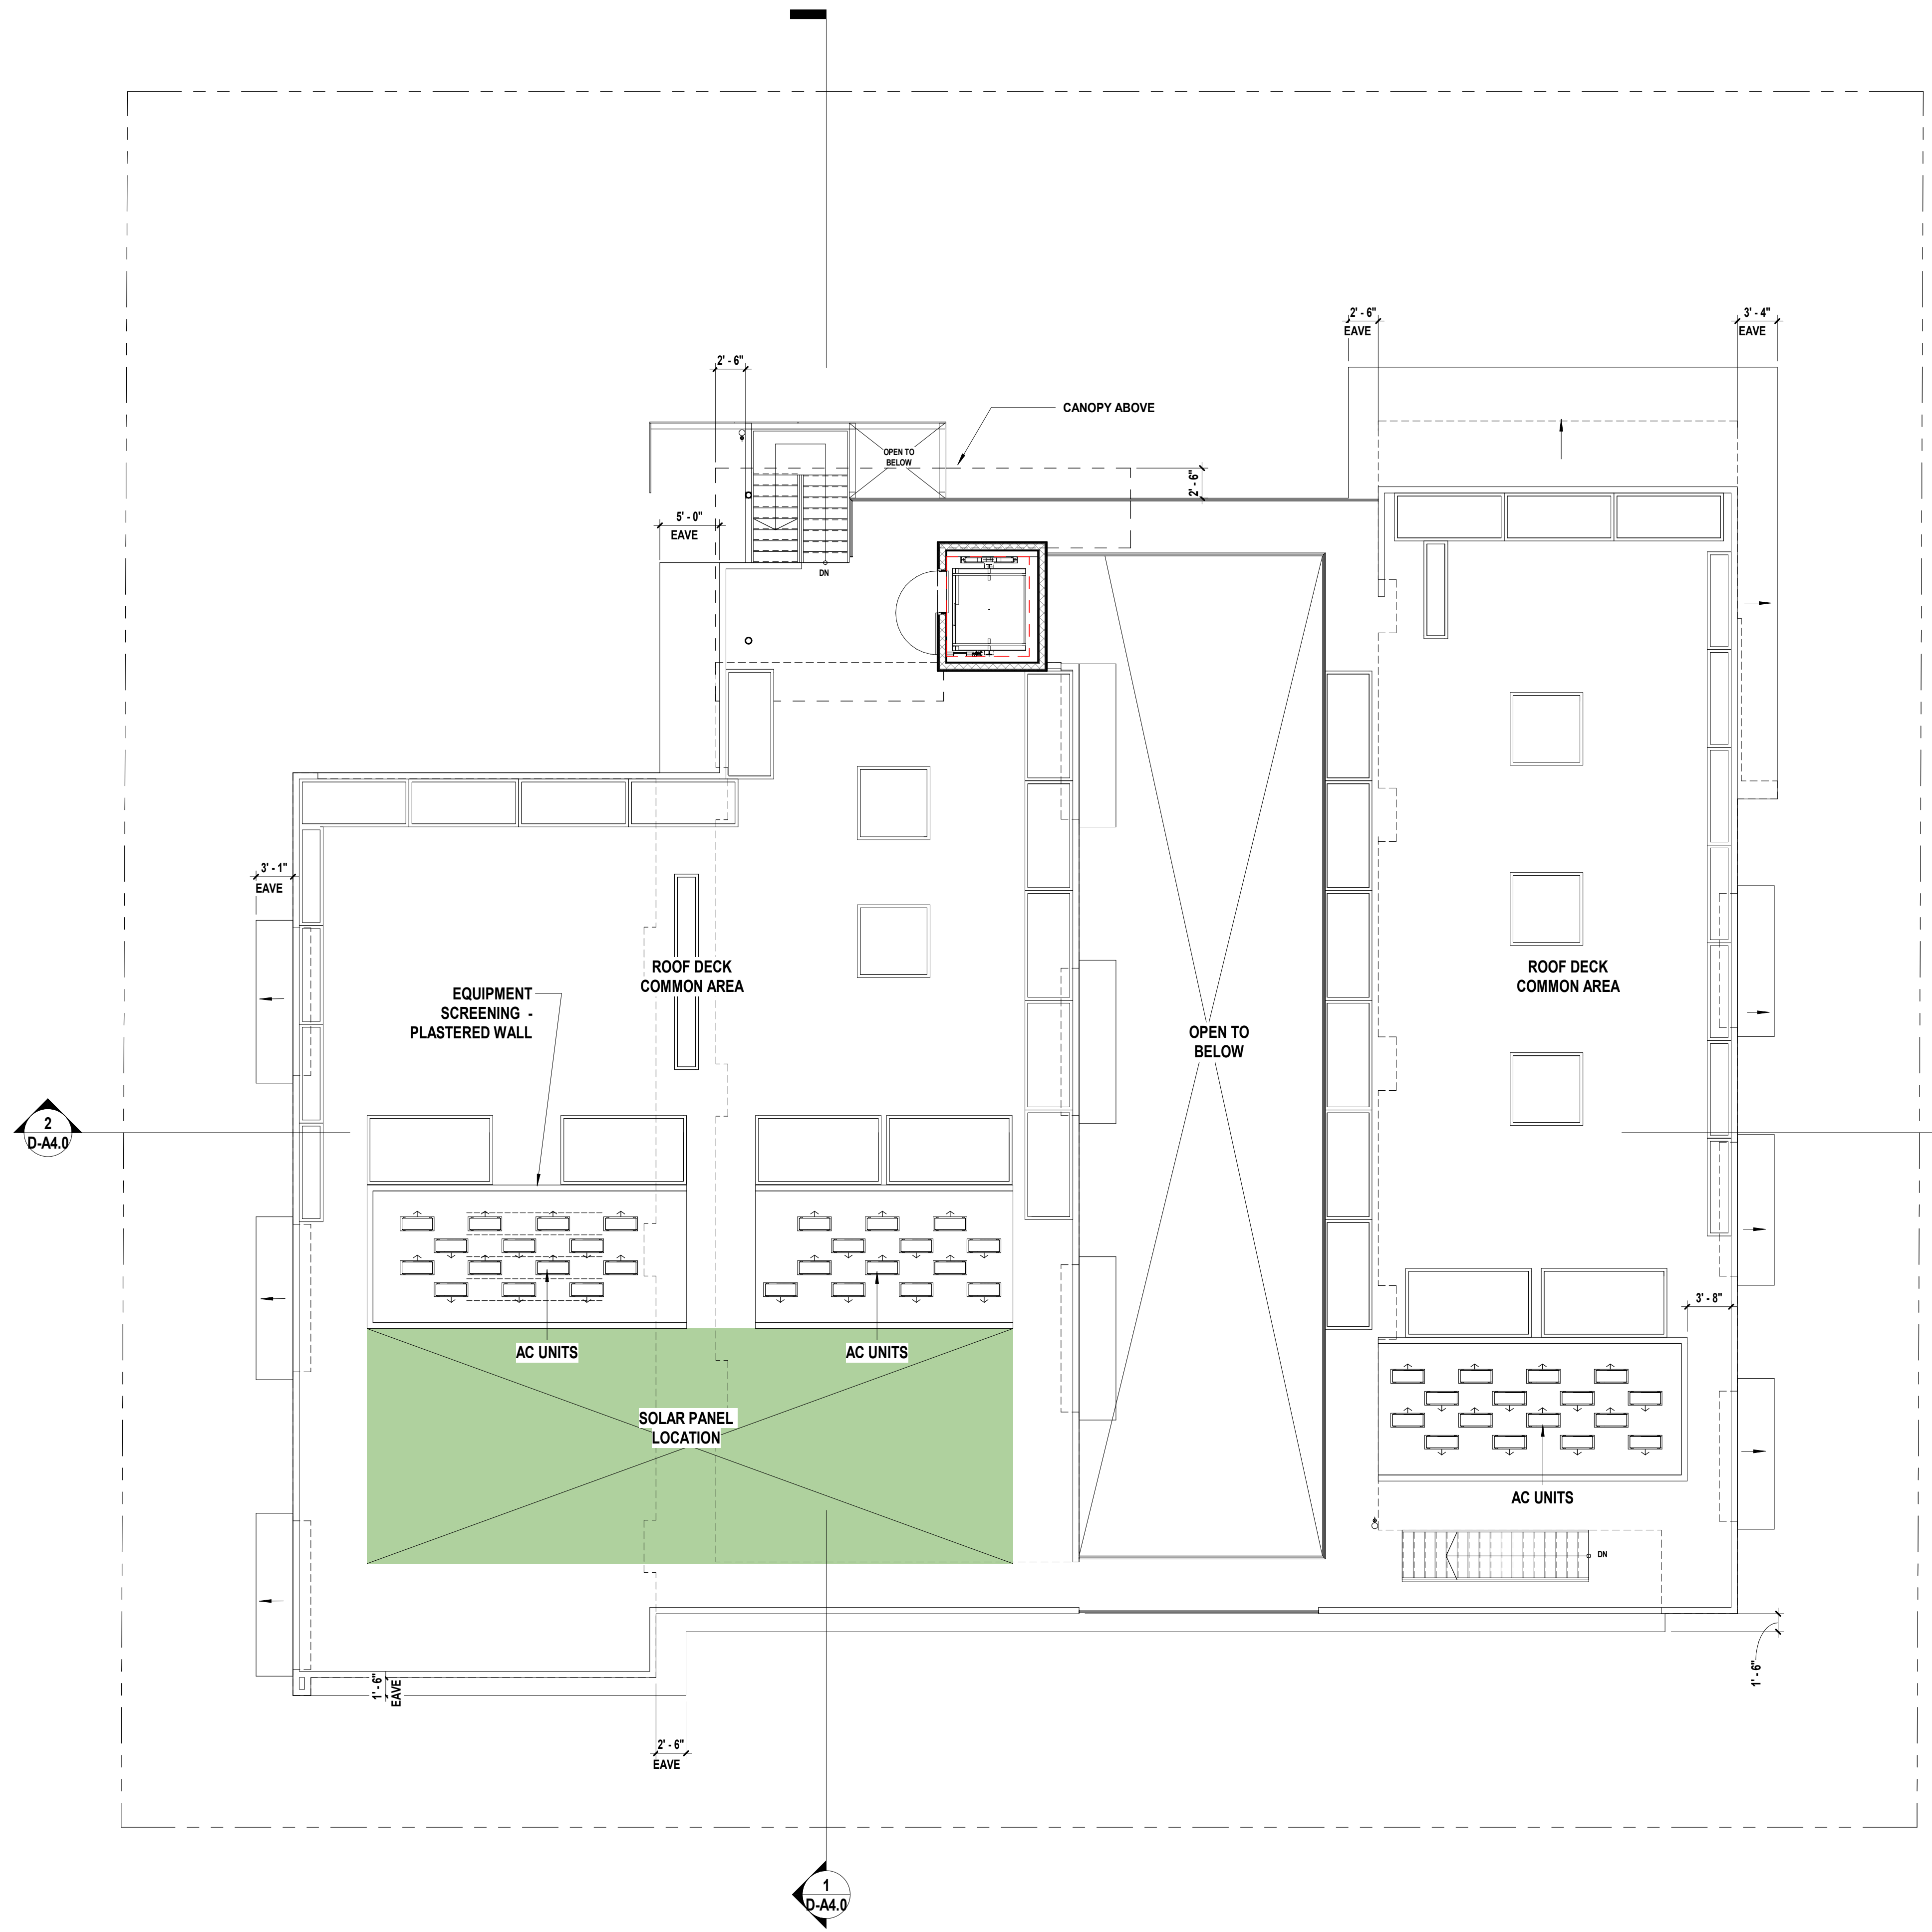 2' - 6"
EAVE
3' - 4"
EAVE
2' - 6"
CANOPY ABOVE
OPEN TO
BELOW
2' - 6"
5' - 0"
EAVE
DN
3' - 1"
EAVE
ROOF DECK
COMMON AREA
ROOF DECK
COMMON AREA
EQUIPMENT
SCREENING -
PLASTERED WALL
OPEN TO
BELOW
2
D-A4.0
3' - 8"
AC UNITS
AC UNITS
SOLAR PANEL
LOCATION
AC UNITS
DN
1' - 6"
EAVE
1' - 6"
2' - 6"
EAVE
1
D-A4.0